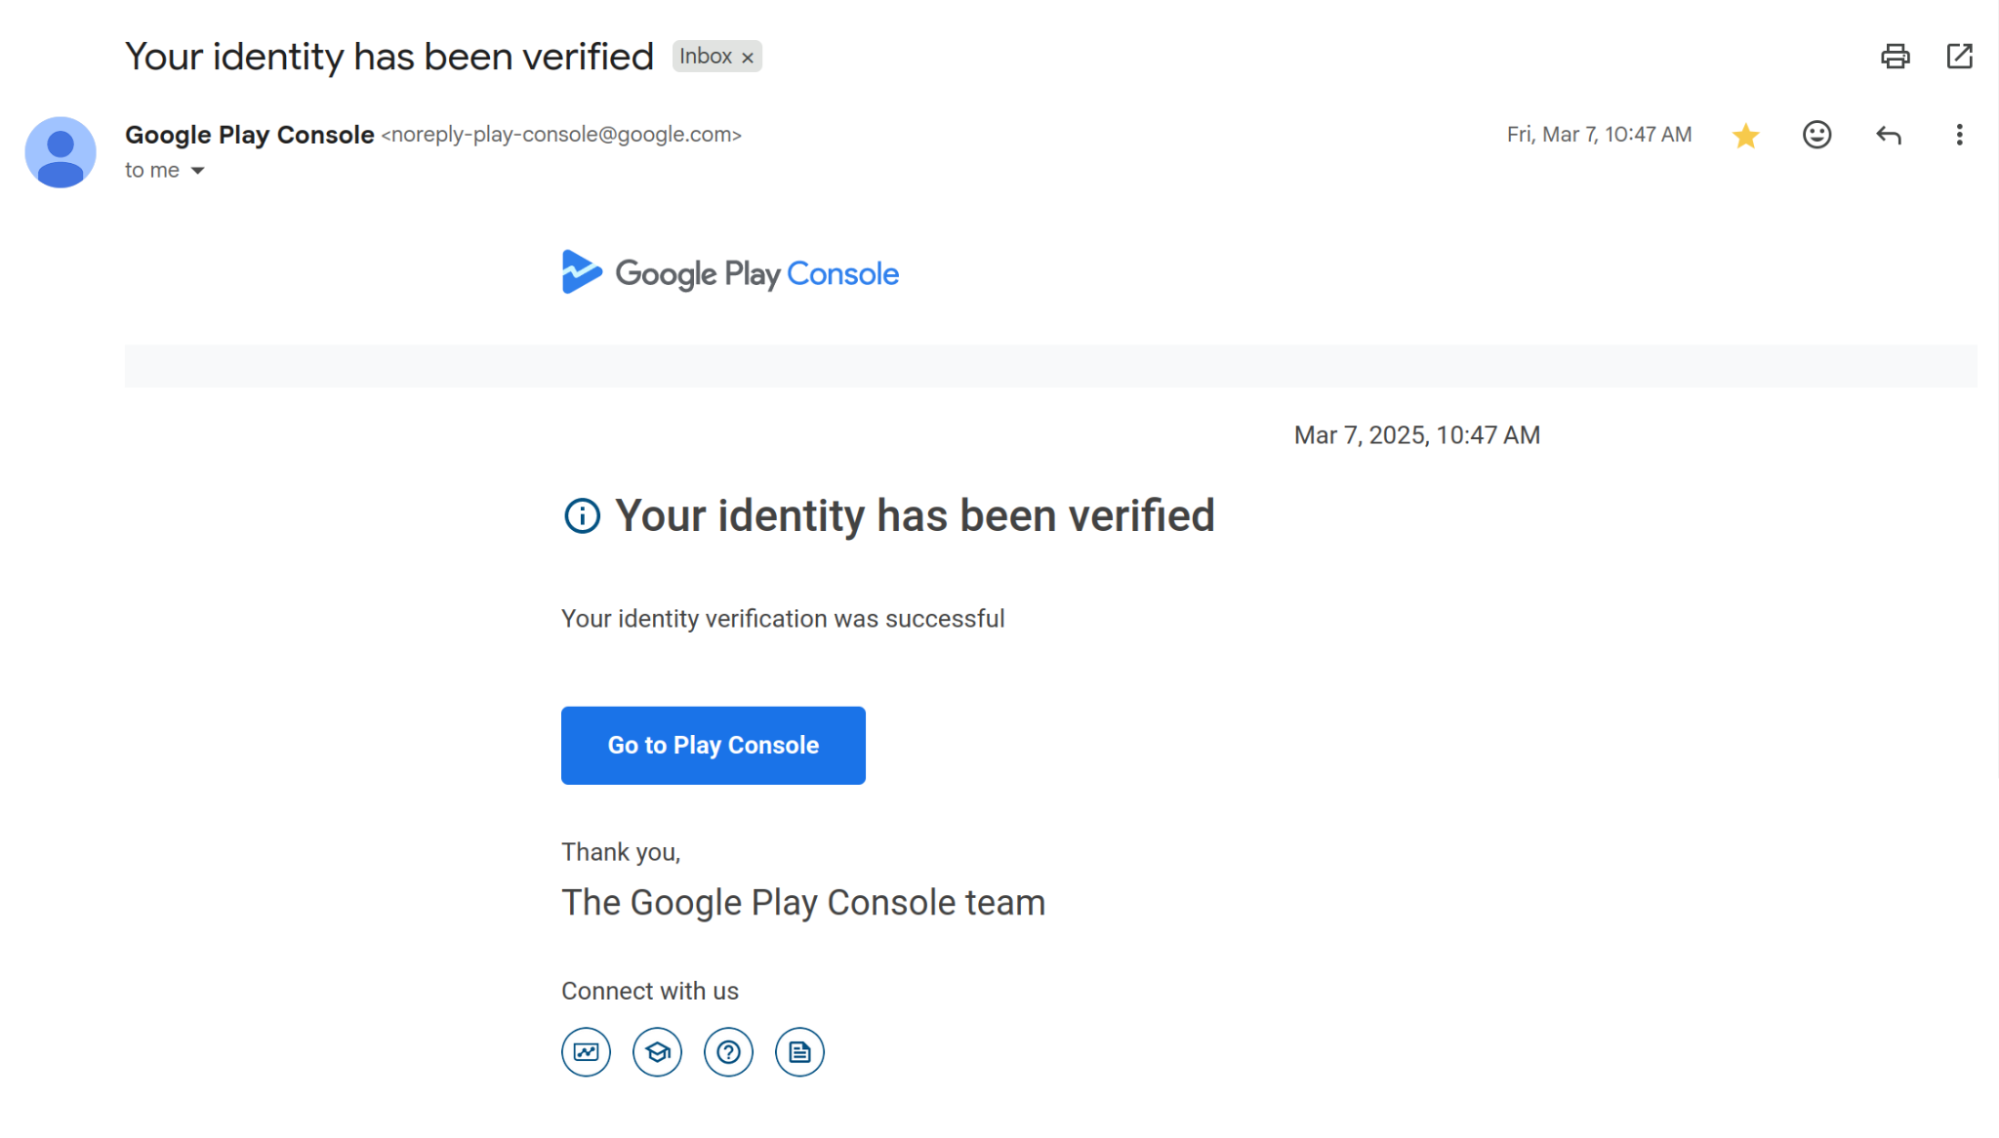 Your identity has been verified Inbox ×
Google Play Console <noreply-play-console@google.com> Fri, Mar 7, 10:47 AM
to me
Google Play Console
Mar 7, 2025, 10:47 AM
Your identity has been verified
Your identity verification was successful
Go to Play Console
Thank you,
The Google Play Console team
Connect with us